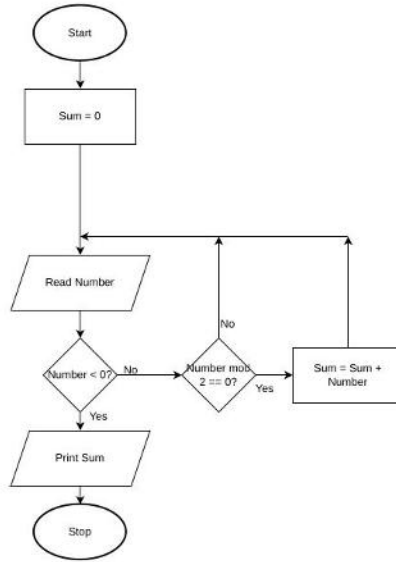 Start
Sum = 0
Read Number
Number < 0?
No
Yes
Number mob
2 == 0?
No
Yes
Sum = Sum +
Number
Print Sum
Stop